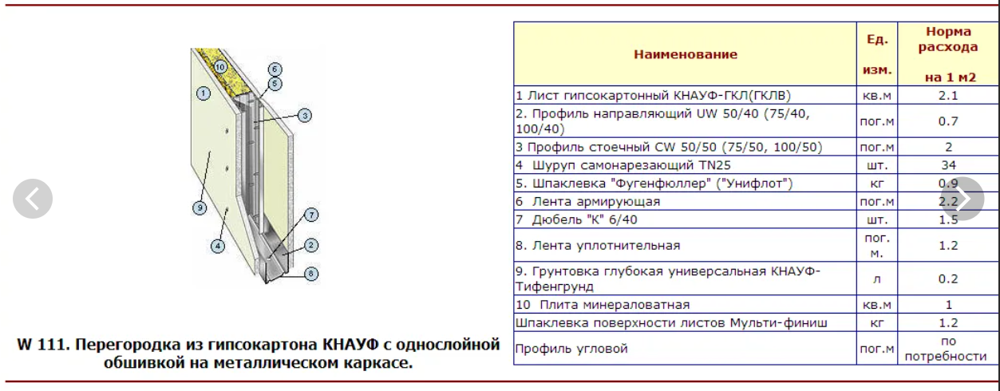 10
1
6
5
3
9
4
7
2
8
W 111. Перегородка из гипсокартона КНАУФ с однослойной
обшивкой на металлическом каркасе.
Наименование
Ед.
изм.
Норма
расхода
на 1 м2
1 Лист гипсокартонный КНАУФ-ГКЛ(ГКЛВ) кв.м 2.1
2. Профиль направляющий UW 50/40 (75/40,
100/40) пог.м 0.7
3 Профиль стоечный CW 50/50 (75/50, 100/50) пог.м 2
4 Шуруп самонарезающий TN25 шт. 34
5. Шпаклевка "Фугенфюллер" ("Унифлот") кг 0.9
6 Лента армирующая пог.м 2.2
7 Дюбель "К" 6/40 шт. 1.5
8. Лента уплотнительная пог.
м. 1.2
9. Грунтовка глубокая универсальная КНАУФ-
Тифенгрунд л 0.2
10 Плита минераловатная кв.м 1
Шпаклевка поверхности листов Мульти-финиш кг 1.2
Профиль угловой пог.м по
потребности